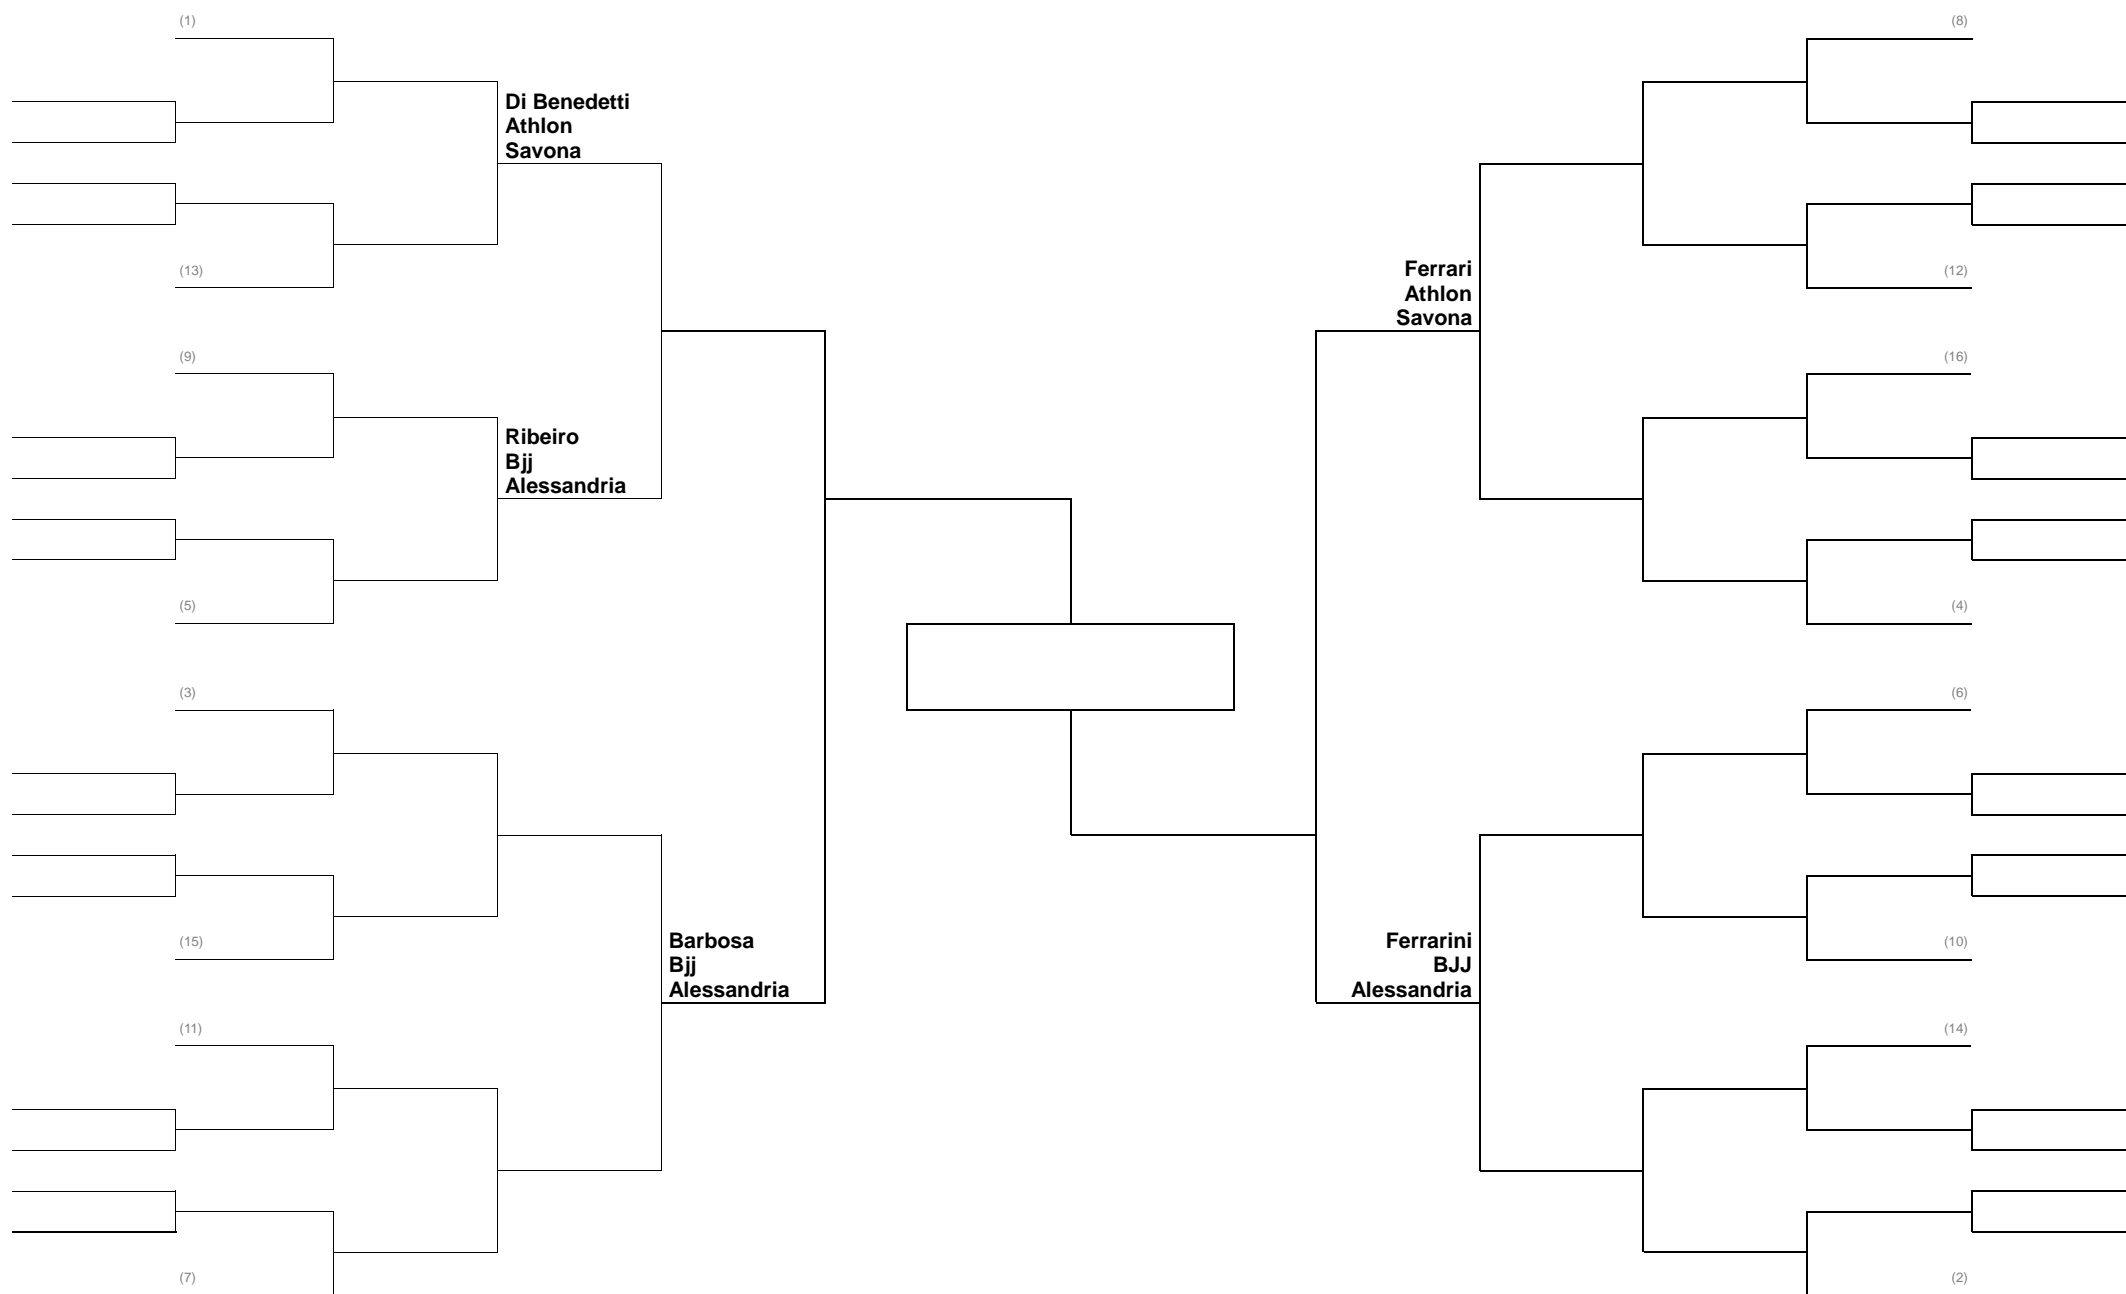 (1)
(8)
Di Benedetti
Athlon
Savona
(13)
(12)
Ferrari
Athlon
Savona
(9)
(16)
Ribeiro
Bjj
Alessandria
(5)
(4)
(3)
(6)
(15)
(10)
Barbosa
Bjj
Alessandria
Ferrarini
BJJ
Alessandria
(11)
(14)
(7)
(2)